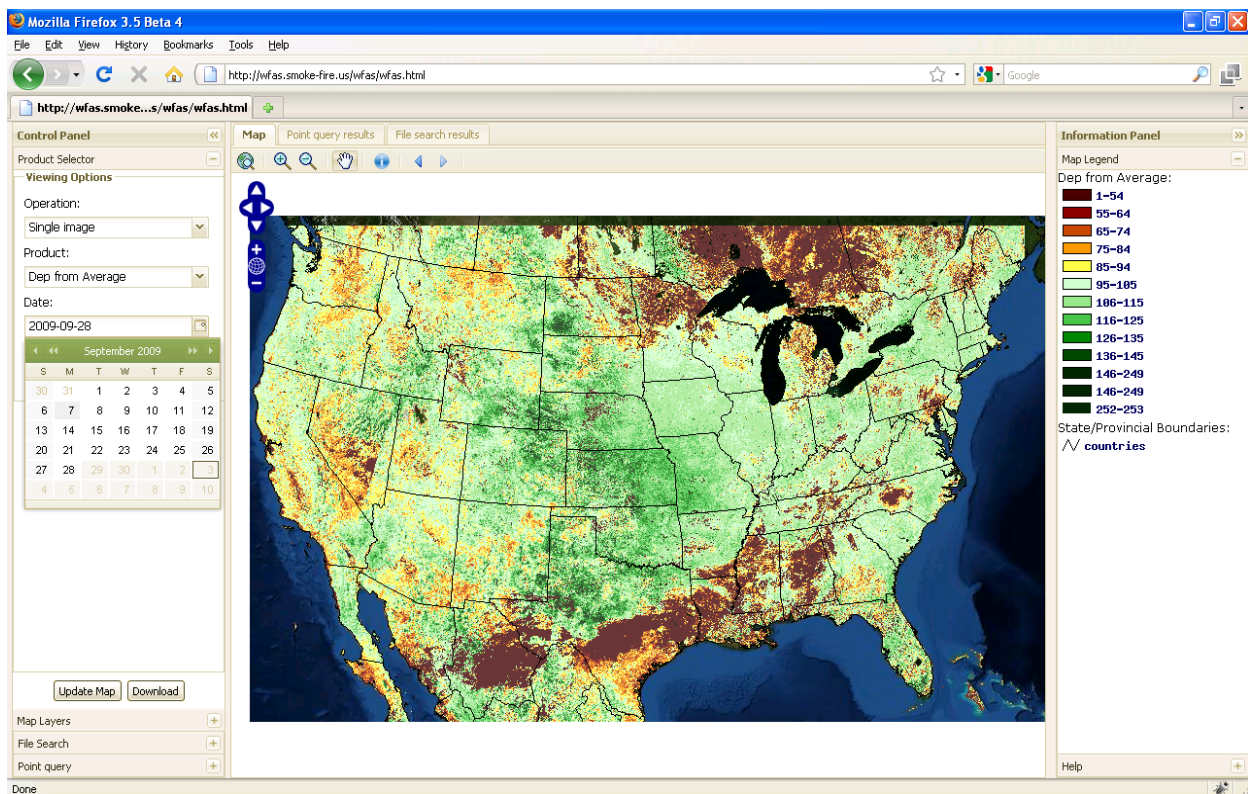 Mozilla Firefox 3.5 Beta 4
File Edit View History Bookmarks Tools Help
http://wfas.smoke-fire.us/wfas/wfas.html
Google
http://wfas.smoke...s/wfas/wfas.html
Control Panel
Product Selector
Viewing Options
Operation:
Single image
Product:
Dep from Average
Date:
2009-09-28
September 2009
S M T W T F S
30 31 1 2 3 4 5
6 7 8 9 10 11 12
13 14 15 16 17 18 19
20 21 22 23 24 25 26
27 28 29 30 1 2 3
4 5 6 7 8 9 10
Update Map Download
Map Layers
File Search
Point query
Map Point query results File search results
Information Panel
Map Legend
Dep from Average:
1-54
55-64
65-74
75-84
85-94
95-105
106-115
116-125
126-135
136-145
146-249
146-249
252-253
State/Provincial Boundaries:
countries
Help
Done